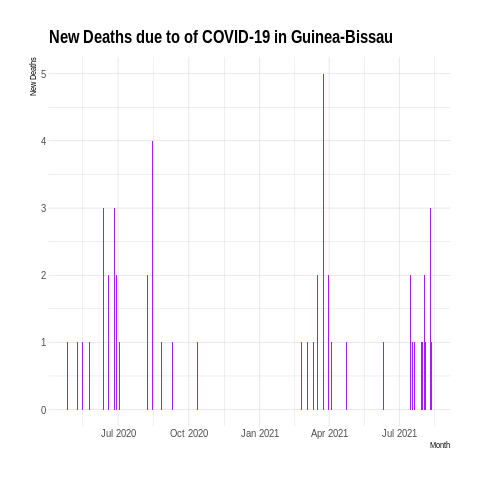 New Deaths due to of COVID-19 in Guinea-Bissau
New Deaths
5
4
3
2
1
0
Jul 2020 Oct 2020 Jan 2021 Apr 2021 Jul 2021
Month